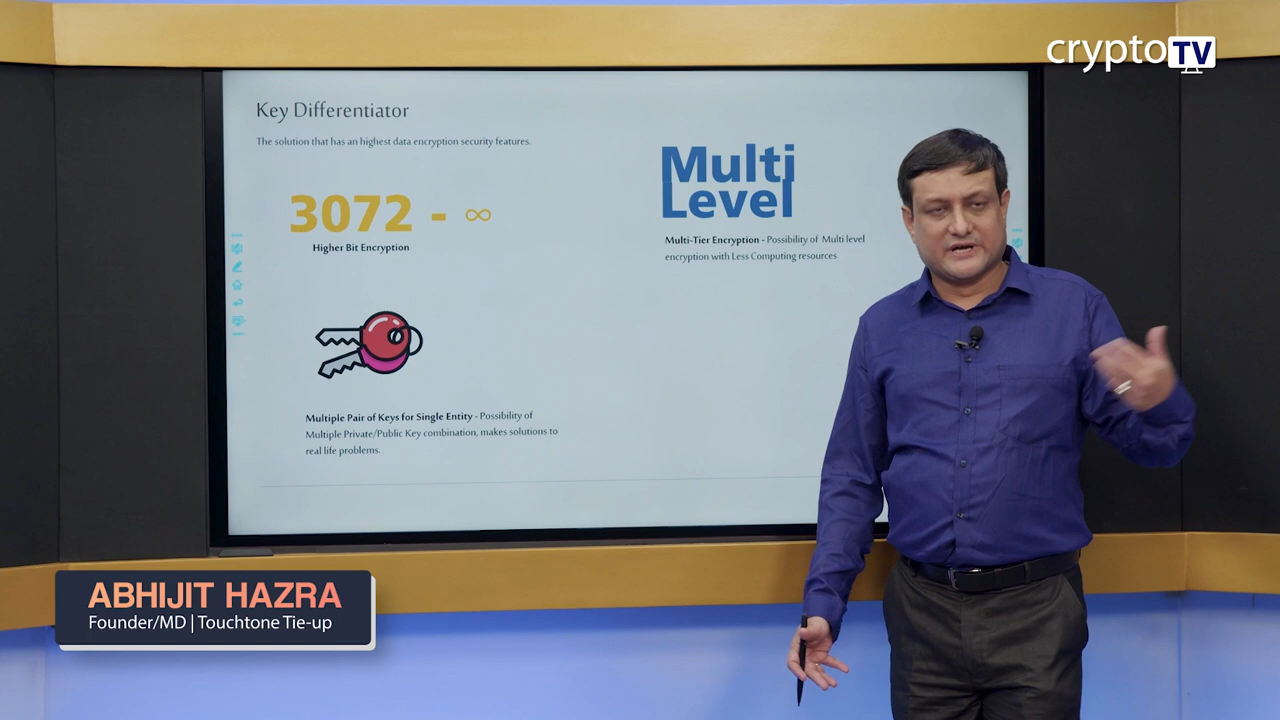 cryptoTV
Key Differentiator
The solution that has an highest data encryption security features.
3072 - ∞
Higher Bit Encryption
Multi
Level
Multi-Tier Encryption - Possibility of Multi level
encryption with Less Computing resources
Multiple Pair of Keys for Single Entity - Possibility of
Multiple Private/Public Key combination, makes solutions to
real life problems.
ABHIJIT HAZRA
Founder/MD | Touchtone Tie-up